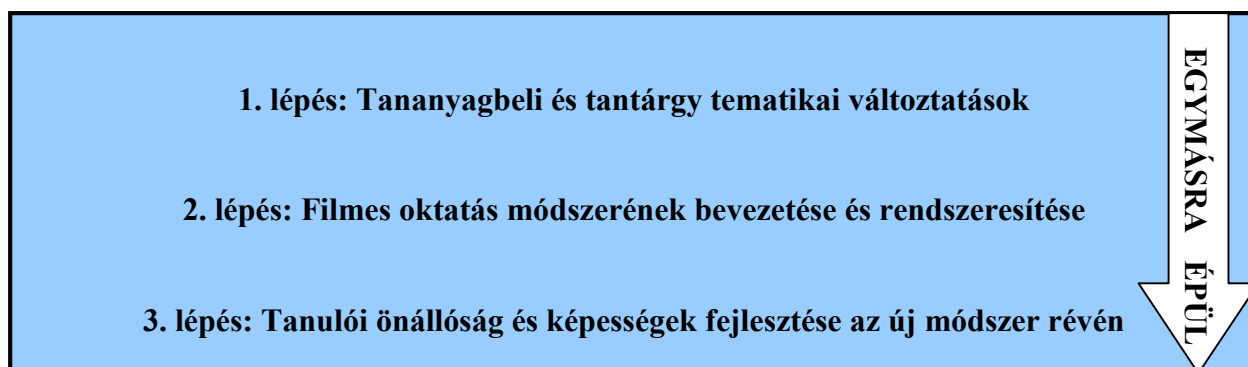 1. lépés: Tananyagbeli és tantárgy tematikai változtatások
2. lépés: Filmes oktatás módszerének bevezetése és rendszeresítése
3. lépés: Tanulói önállóság és képességek fejlesztése az új módszer révén
EGYMÁSRA ÉPÜL